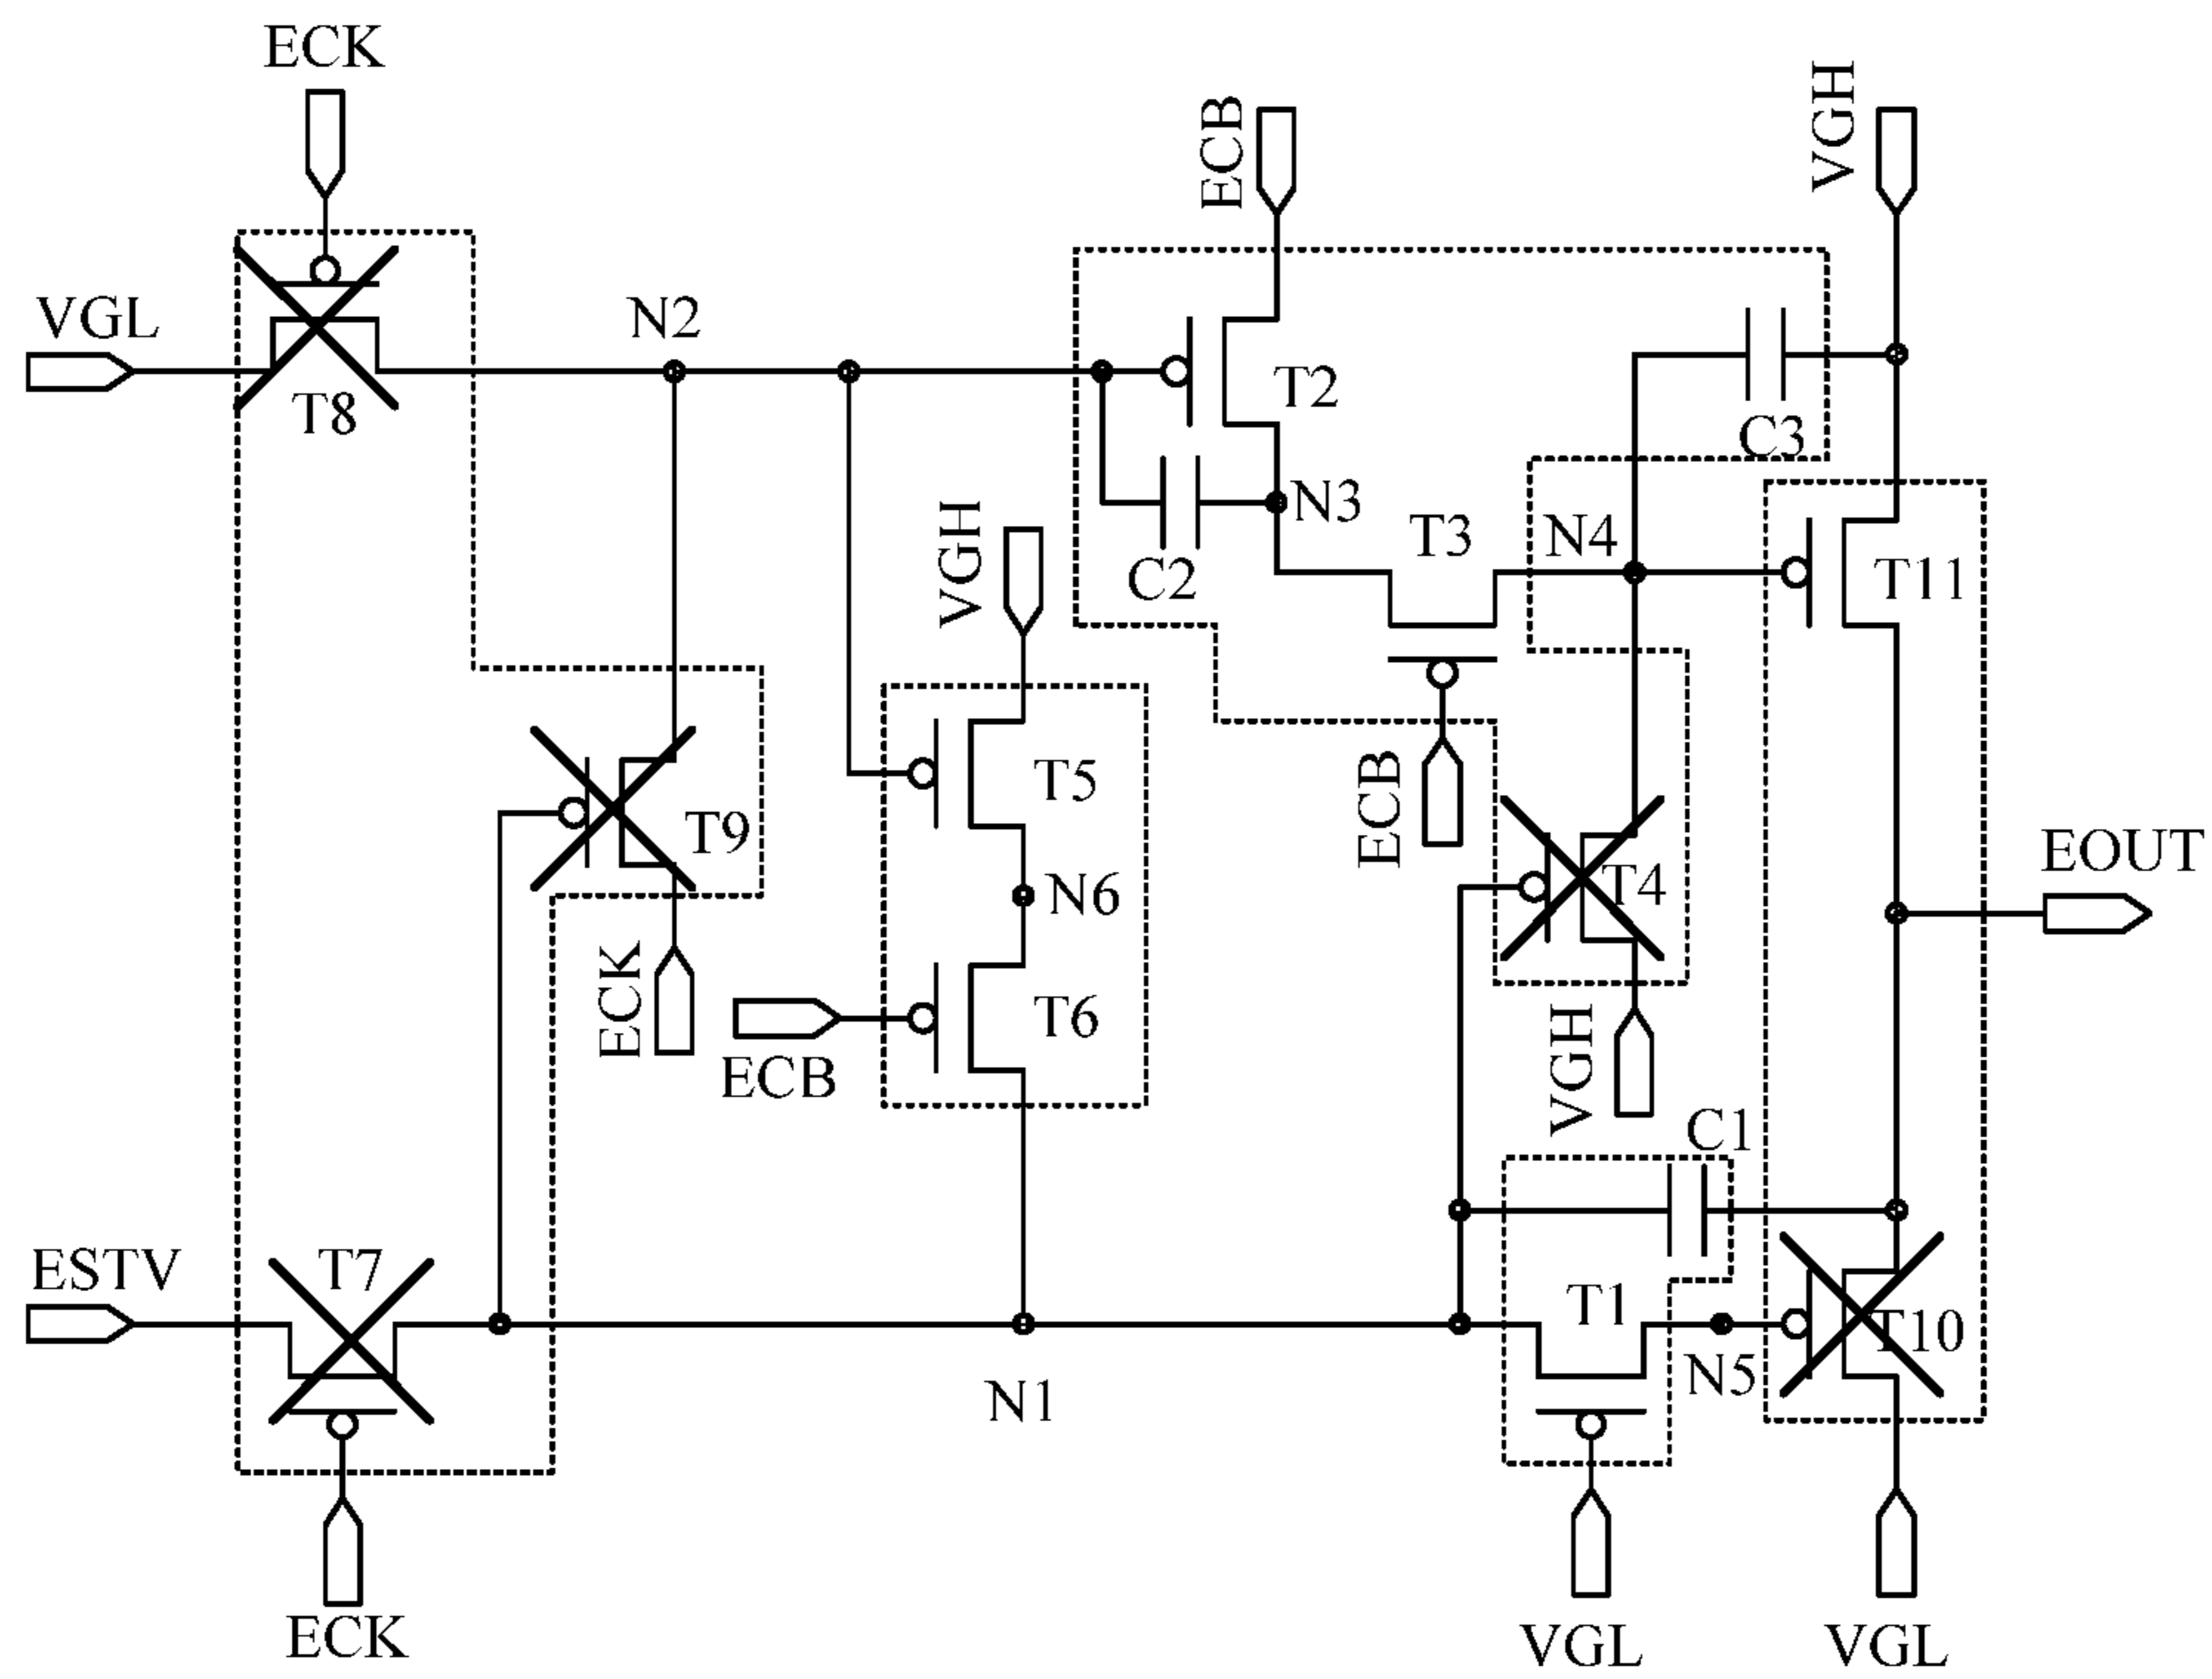 ECK
VGH
ECB
VGL
N2
T2
T8
C3
N3
T3
N4
VGH
C2
T11
T5
T9
ECB
T4
EOUT
N6
ECK
T6
ECB
VGH
C1
ESTV
T7
T1
T10
N5
N1
ECK
VGL
VGL